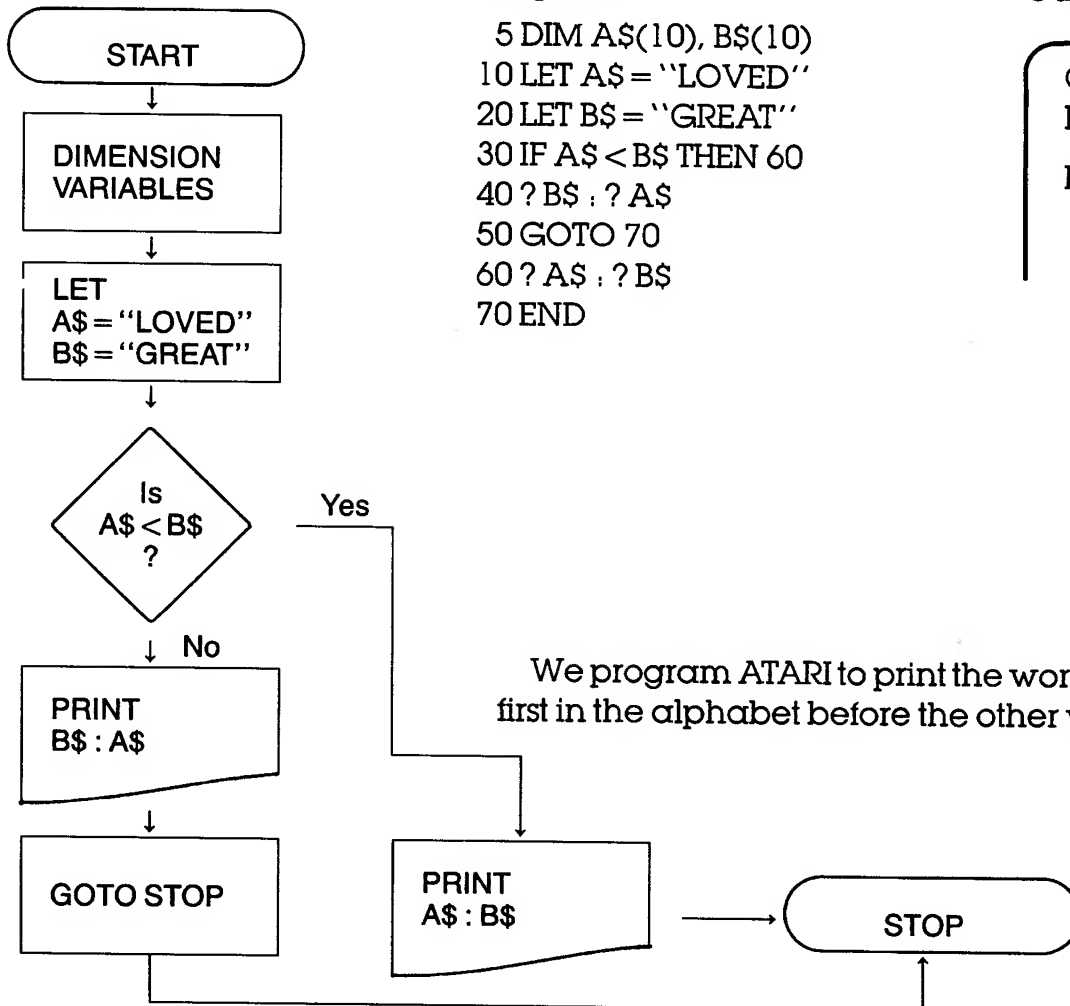 START
DIMENSION
VARIABLES
LET
A$ = "LOVED"
B$ = "GREAT"
Is
A$ < B$
?
Yes
No
PRINT
B$ : A$
GOTO STOP
PRINT
A$ : B$
STOP
5 DIM A$(10), B$(10)
10 LET A$ = "LOVED"
20 LET B$ = "GREAT"
30 IF A$ < B$ THEN 60
40 ? B$ : ? A$
50 GOTO 70
60 ? A$ : ? B$
70 END
We program ATARI to print the
first in the alphabet before the other